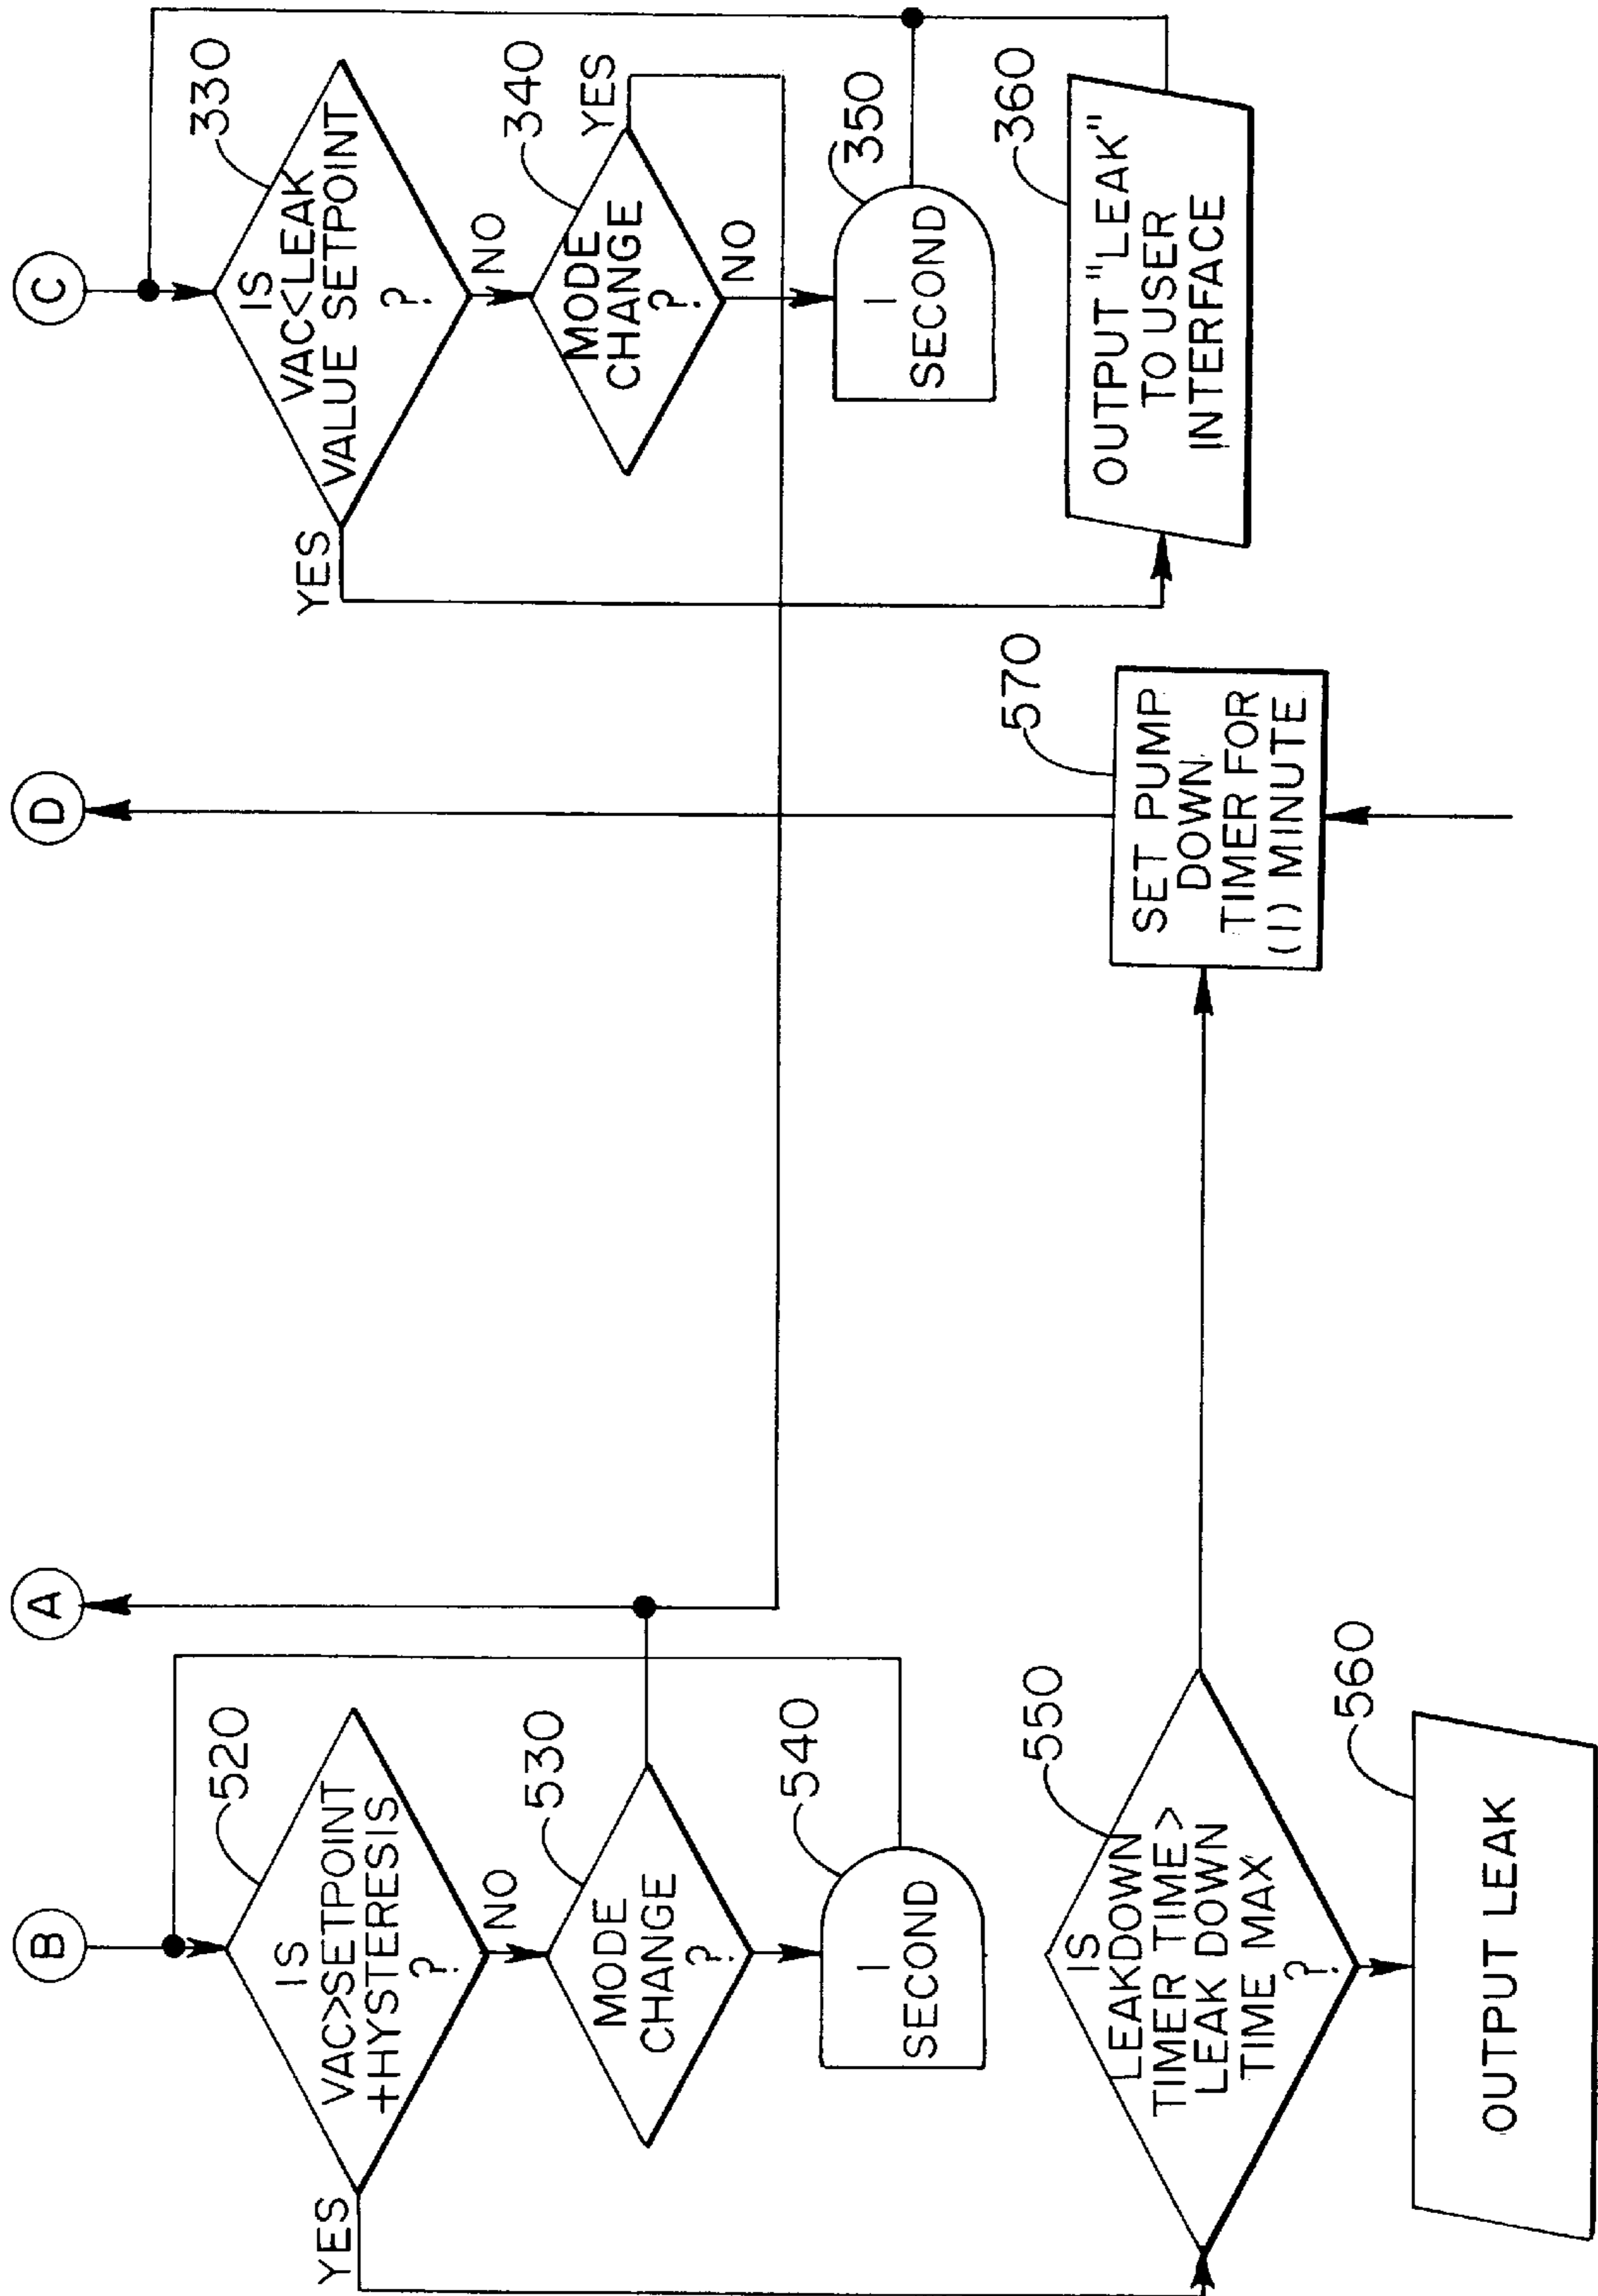 B
520
IS
VAC>SETPOINT
+HYSTERESIS
?
YES
NO
530
MODE
CHANGE
?
540
1
SECOND
550
IS
LEAKDOWN
TIMER TIME>
LEAK DOWN
TIME MAX
?
560
OUTPUT LEAK
A
D
570
SET PUMP
DOWN
TIMER FOR
(1) MINUTE
C
330
IS
VAC<LEAK
VALUE SETPOINT
?
YES
NO
340
MODE
CHANGE
?
YES
NO
350
1
SECOND
360
OUTPUT "LEAK"
TO USER
INTERFACE